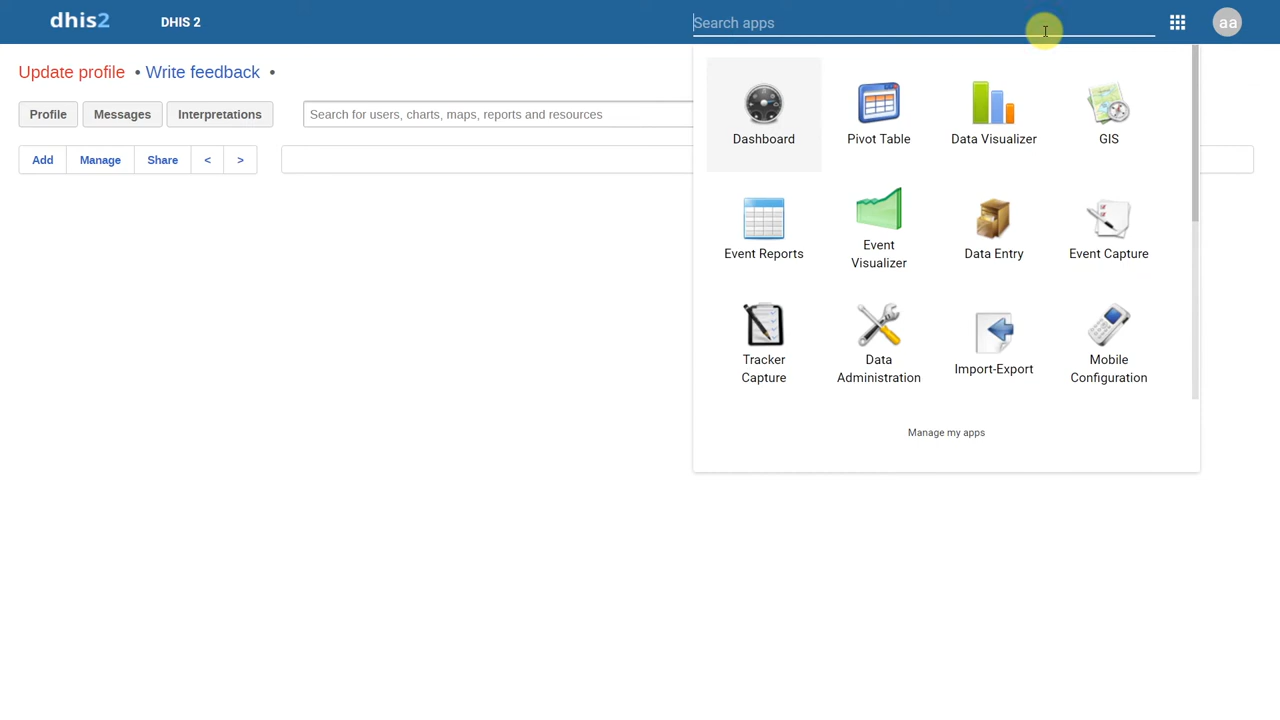 dhis2 DHIS 2 Search apps aa
Update profile • Write feedback •
Profile Messages Interpretations Search for users, charts, maps, reports and resources
Add Manage Share < >
Dashboard Pivot Table Data Visualizer GIS
Event Reports Event Visualizer Data Entry Event Capture
Tracker Capture Data Administration Import-Export Mobile Configuration
Manage my apps